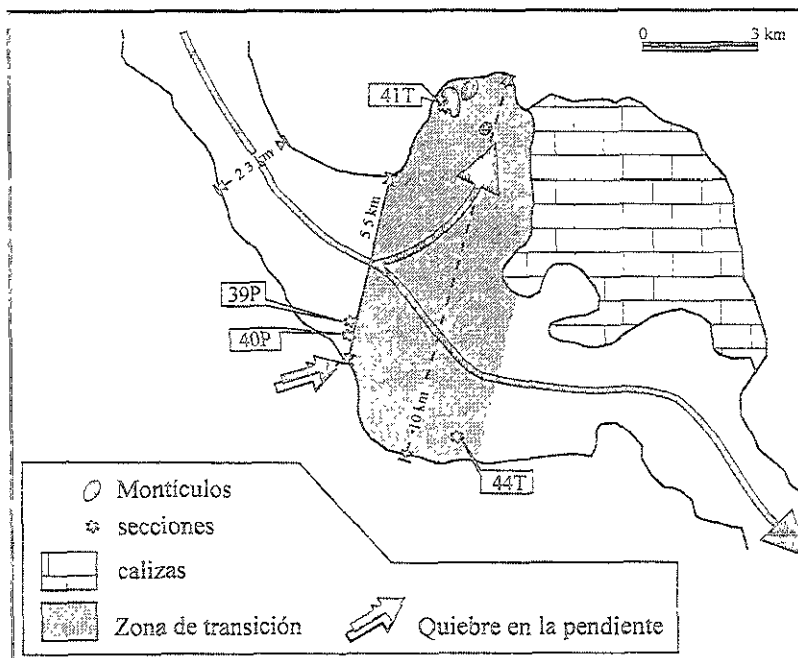 0 3 km
41T
2.3 km
5.5 km
39P
40P
10 km
44T
Montículos
secciones
calizas
Zona de transición
Quiebre en la pendiente